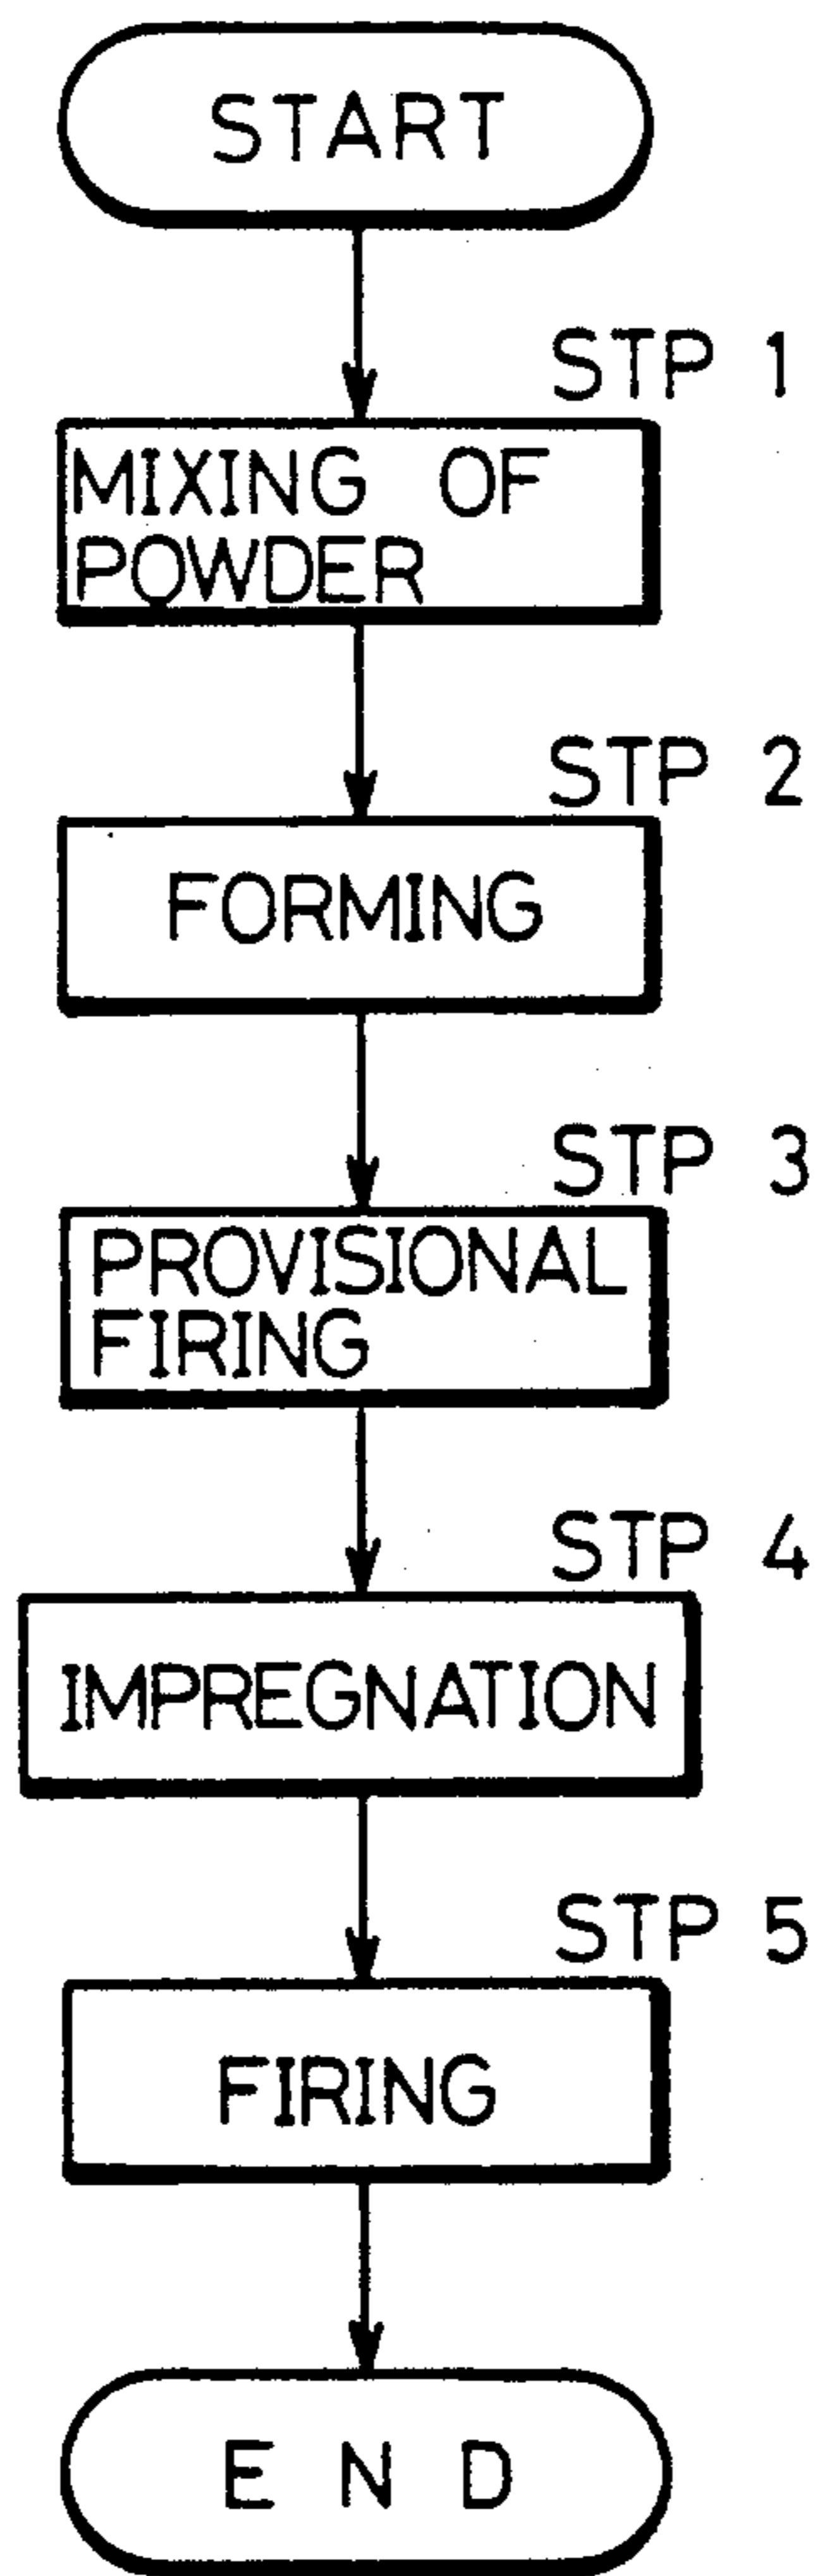 START
STP 1
MIXING OF
POWDER
STP 2
FORMING
STP 3
PROVISIONAL
FIRING
STP 4
IMPREGNATION
STP 5
FIRING
E N D